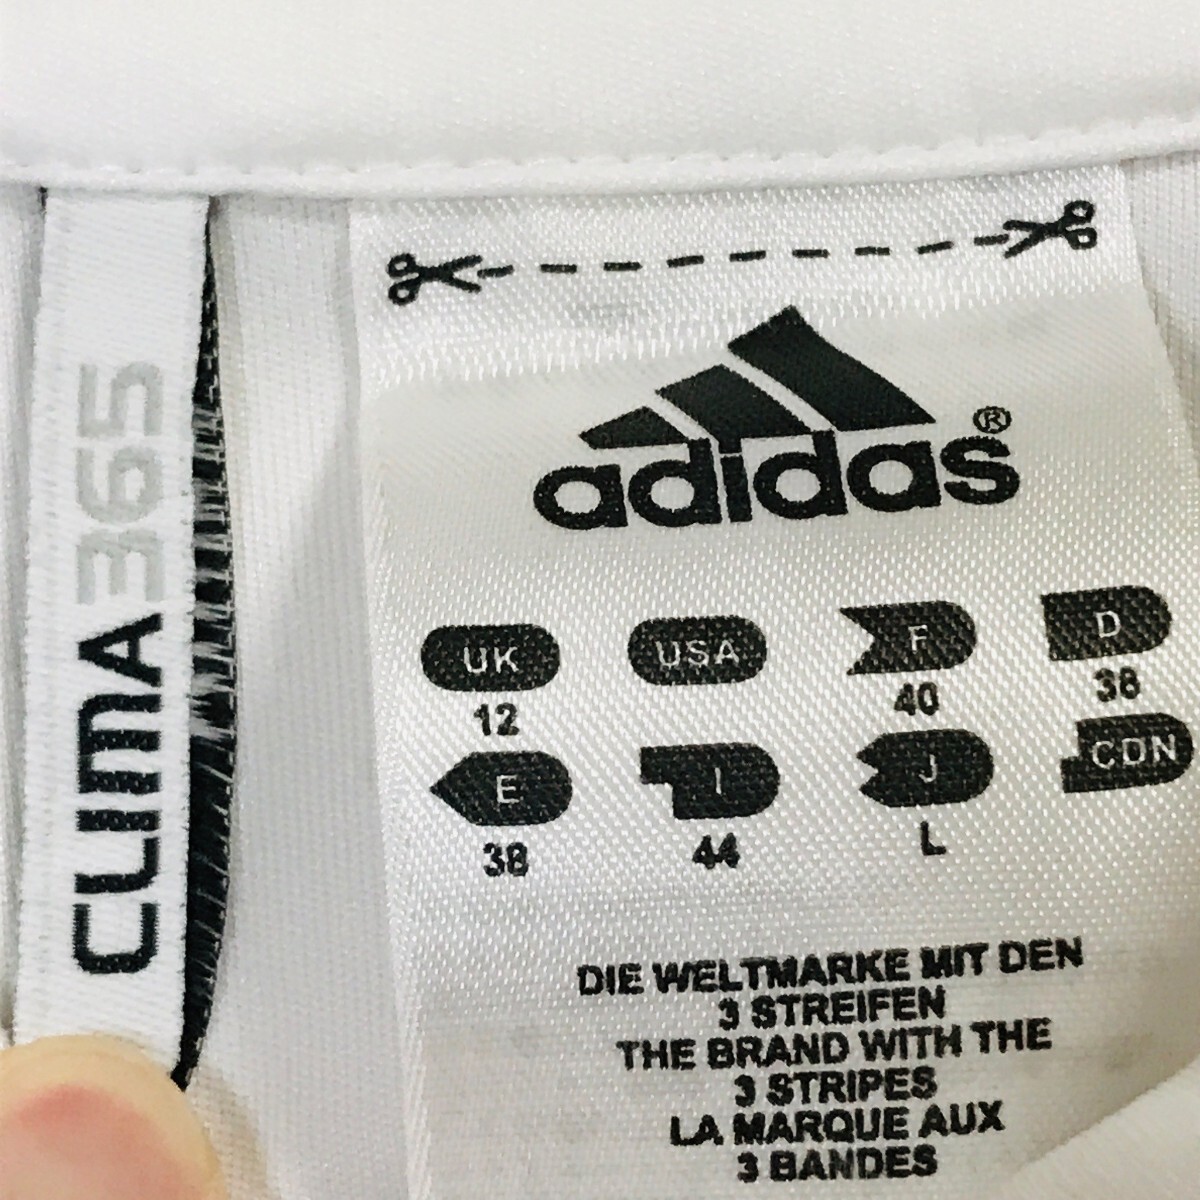 CLIMA365
adidas®
UK USA F D
12 40 38
E I J CDN
38 44 L
DIE WELTMARKE MIT DEN
3 STREIFEN
THE BRAND WITH THE
3 STRIPES
LA MARQUE AUX
3 BANDES